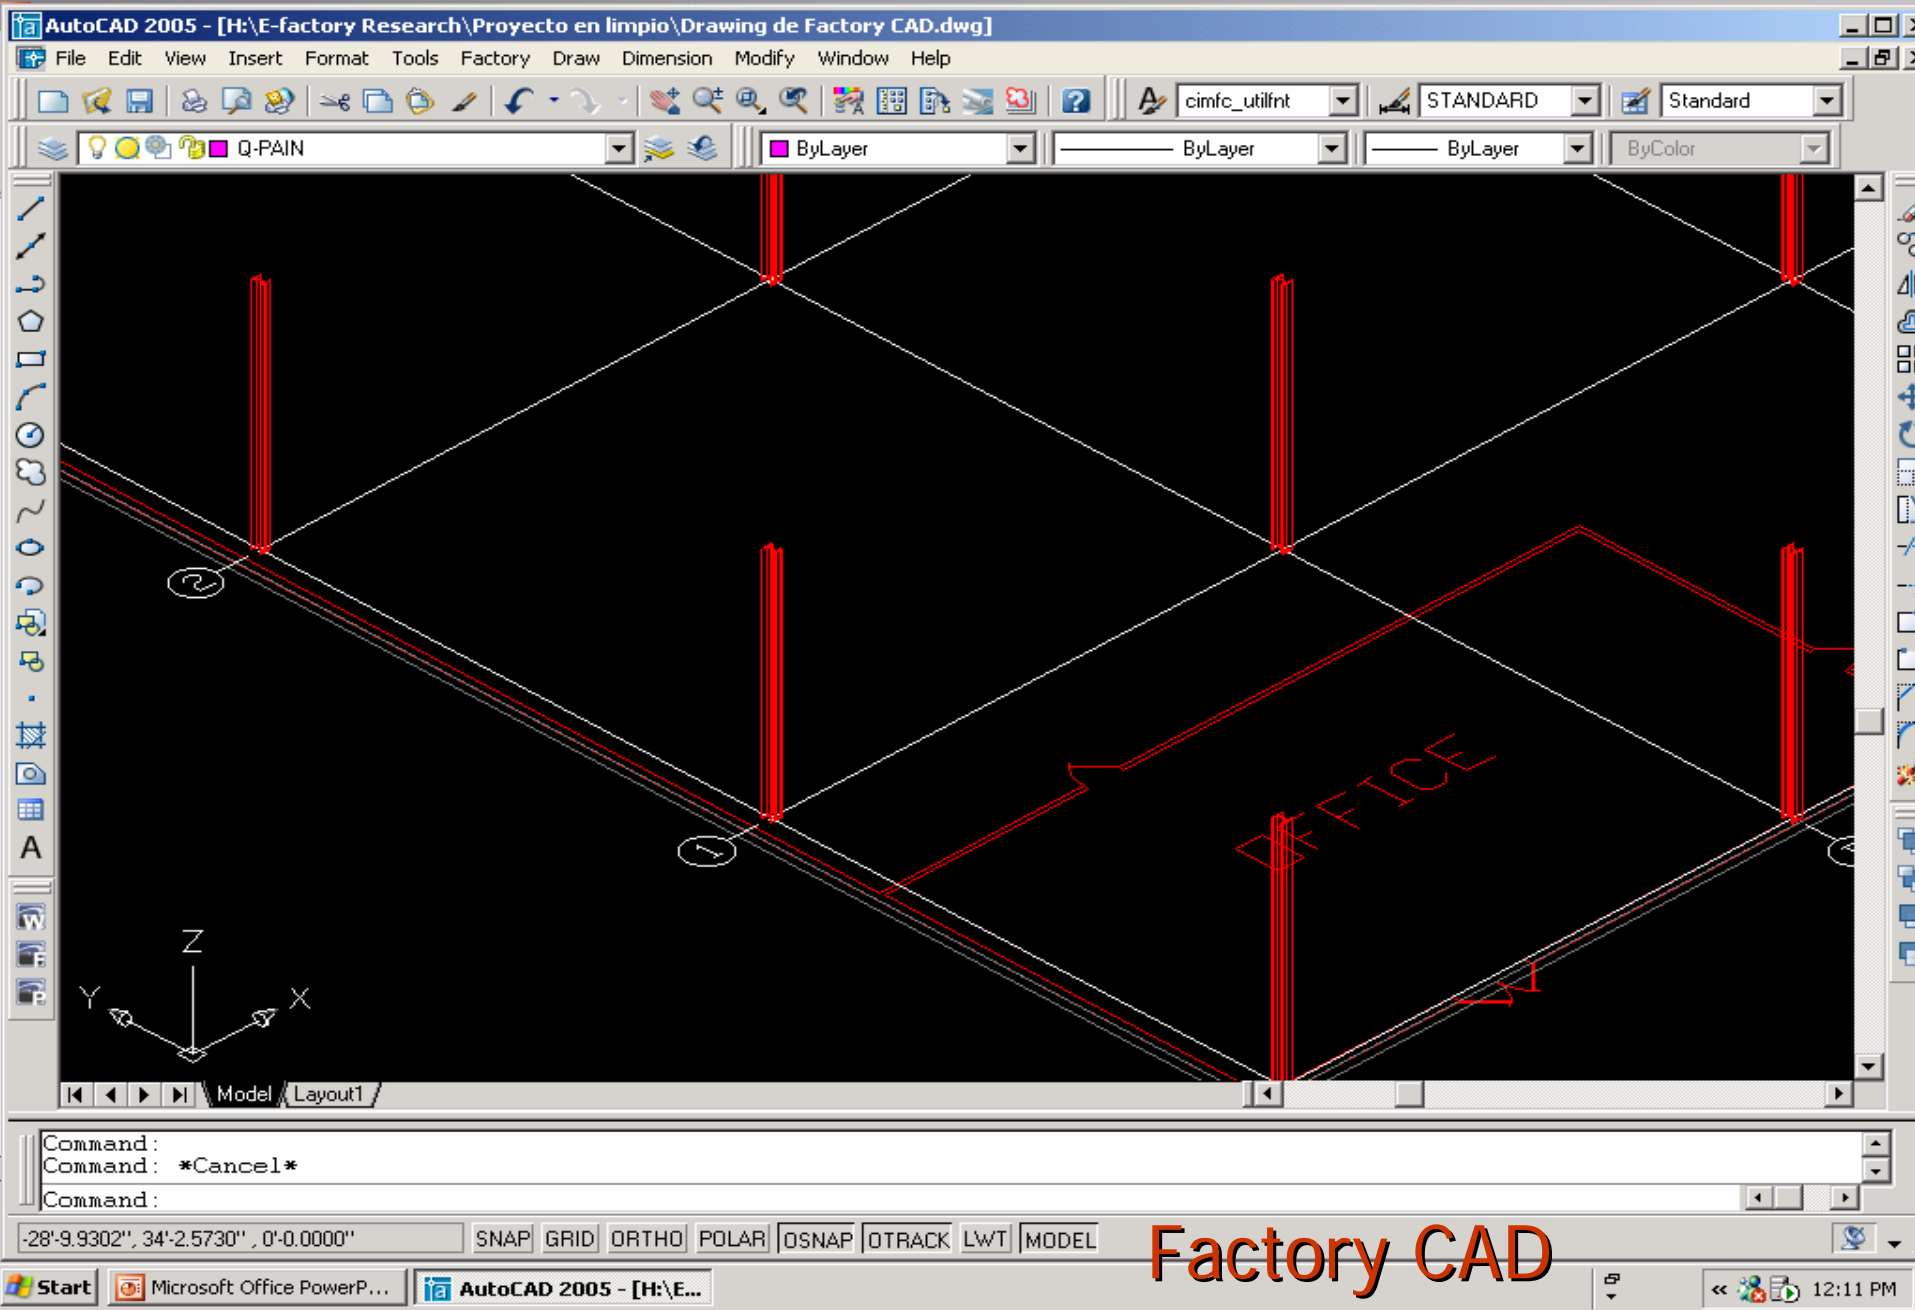 AutoCAD 2005 - [H:\E-factory Research\Proyecto en limpio\Drawing de Factory CAD.dwg]
File Edit View Insert Format Tools Factory Draw Dimension Modify Window Help
cimfc_utilfnt STANDARD Standard
Q-PAIN ByLayer ByLayer ByLayer ByColor
2
1
OFFICE
Z
Y X
Model Layout1
Command:
Command: *Cancel*
Command:
-28'-9.9302", 34'-2.5730" , 0'-0.0000" SNAP GRID ORTHO POLAR OSNAP OTRACK LWT MODEL
Factory CAD
Start Microsoft Office PowerP... AutoCAD 2005 - [H:\E... 12:11 PM